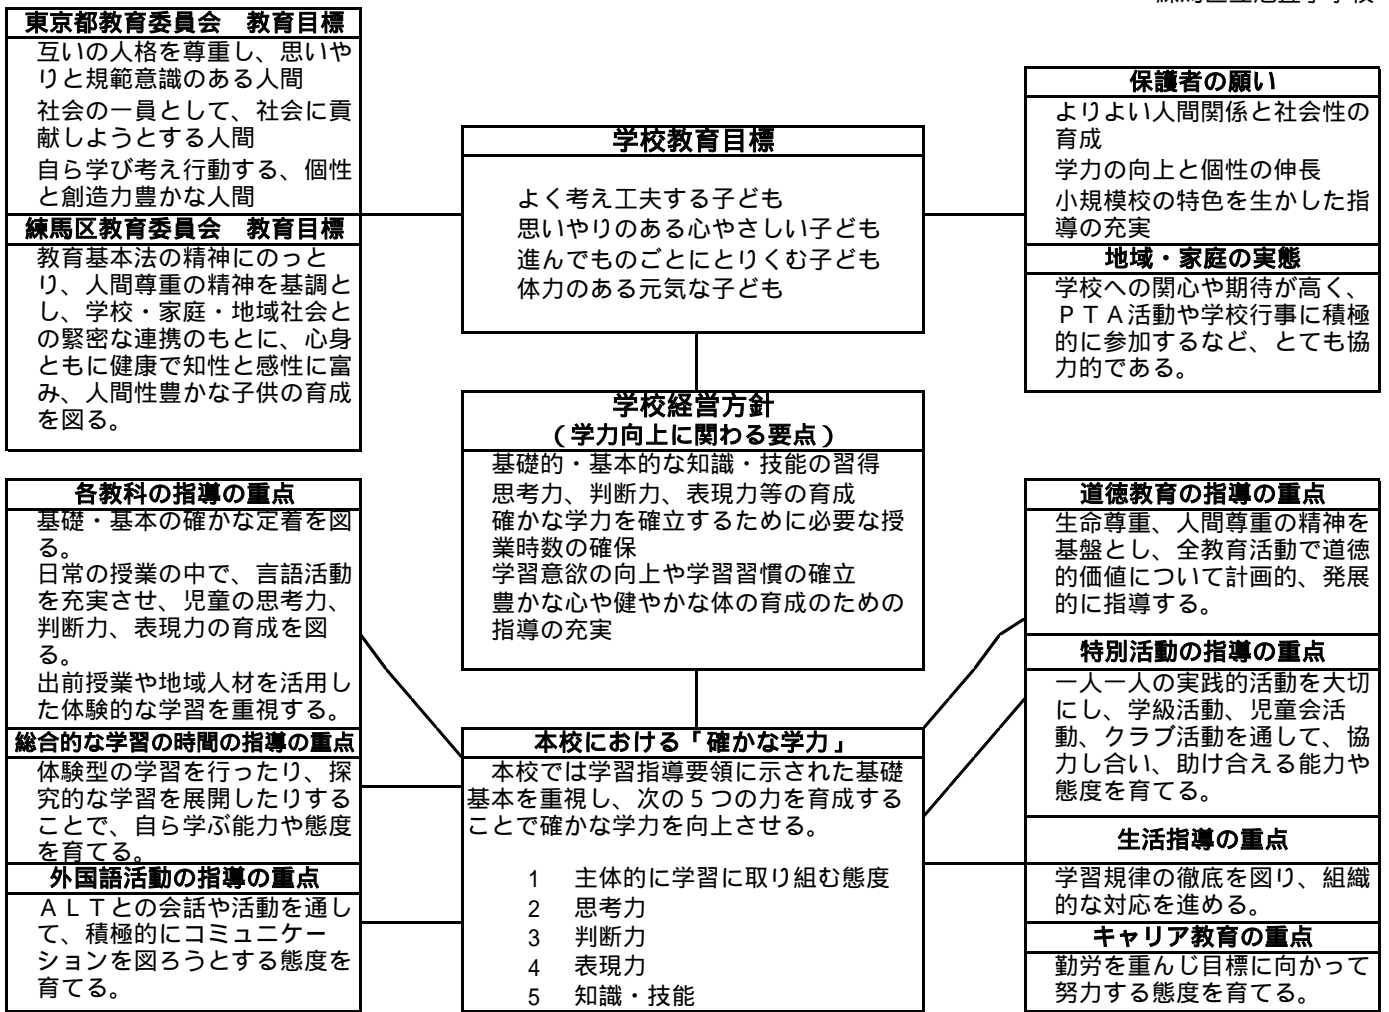 東京都教育委員会　教育目標
互いの人格を尊重し、思いや
りと規範意識のある人間
社会の一員として、社会に貢
献しようとする人間
自ら学び考え行動する、個性
と創造力豊かな人間
練馬区教育委員会　教育目標
教育基本法の精神にのっと
り、人間尊重の精神を基調と
し、学校・家庭・地域社会と
の緊密な連携のもとに、心身
ともに健康で知性と感性に富
み、人間性豊かな子供の育成
を図る。
学校教育目標
よく考え工夫する子ども
思いやりのある心やさしい子ども
進んでものごとにとりくむ子ども
体力のある元気な子ども
保護者の願い
よりよい人間関係と社会性の
育成
学力の向上と個性の伸長
小規模校の特色を生かした指
導の充実
地域・家庭の実態
学校への関心や期待が高く、
ＰＴＡ活動や学校行事に積極
的に参加するなど、とても協
力的である。
学校経営方針
（学力向上に関わる要点）
基礎的・基本的な知識・技能の習得
思考力、判断力、表現力等の育成
確かな学力を確立するために必要な授
業時数の確保
学習意欲の向上や学習習慣の確立
豊かな心や健やかな体の育成のための
指導の充実
各教科の指導の重点
基礎・基本の確かな定着を図
る。
日常の授業の中で、言語活動
を充実させ、児童の思考力、
判断力、表現力の育成を図
る。
出前授業や地域人材を活用し
た体験的な学習を重視する。
総合的な学習の時間の指導の重点
体験型の学習を行ったり、探
究的な学習を展開したりする
ことで、自ら学ぶ能力や態度
を育てる。
外国語活動の指導の重点
ＡＬＴとの会話や活動を通し
て、積極的にコミュニケー
ションを図ろうとする態度を
育てる。
本校における「確かな学力」
本校では学習指導要領に示された基礎
基本を重視し、次の５つの力を育成する
ことで確かな学力を向上させる。
1　主体的に学習に取り組む態度
2　思考力
3　判断力
4　表現力
5　知識・技能
道徳教育の指導の重点
生命尊重、人間尊重の精神を
基盤とし、全教育活動で道徳
的価値について計画的、発展
的に指導する。
特別活動の指導の重点
一人一人の実践的活動を大切
にし、学級活動、児童会活
動、クラブ活動を通して、協
力し合い、助け合える能力や
態度を育てる。
生活指導の重点
学習規律の徹底を図り、組織
的な対応を進める。
キャリア教育の重点
勤労を重んじ目標に向かって
努力する態度を育てる。